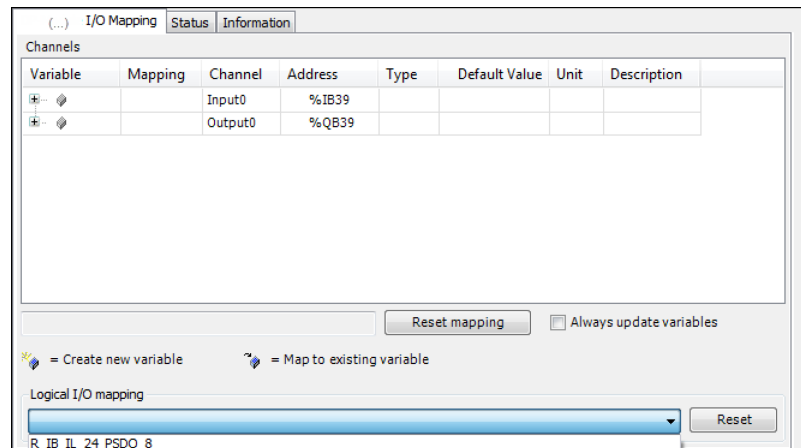 (...) I/O Mapping Status Information
Channels
Variable Mapping Channel Address Type Default Value Unit Description
Input0 %IB39
Output0 %QB39
Reset mapping Always update variables
= Create new variable = Map to existing variable
Logical I/O mapping
Reset
R_IB_IL_24_PSDO_8